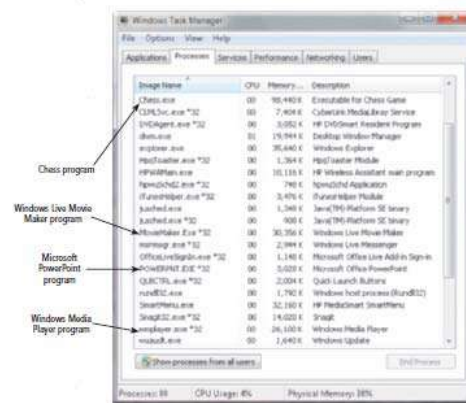 Windows Task Manager
File Options View Help
Applications Processes Services Performance Networking Users
Image Name CPU Memory... Description
Chess.exe 00 98,440 K Executable for Chess Game
CLMLSvc.exe *32 00 7,404 K CyberLink MediaLibray Service
DVDAgent.exe *32 00 3,052 K HP DVDSmart Resident Program
dwm.exe 01 19,944 K Desktop Window Manager
explorer.exe 00 35,640 K Windows Explorer
HpqToaster.exe *32 00 1,364 K HpqToaster Module
HPWAMain.exe 00 10,116 K HP Wireless Assistant main program
hpwuSchd2.exe *32 00 748 K hpwuSchd Application
iTunesHelper.exe *32 00 3,476 K iTunesHelper Module
jusched.exe 00 1,348 K Java(TM) Platform SE binary
jusched.exe *32 00 900 K Java(TM) Platform SE binary
MovieMaker.Exe *32 00 30,356 K Windows Live Movie Maker
msnmsgr.exe *32 00 2,944 K Windows Live Messenger
OfficeLiveSignIn.exe *32 00 1,140 K Microsoft Office Live Add-in Sign-in
POWERPNT.EXE *32 00 3,020 K Microsoft Office PowerPoint
QLBCTRL.exe *32 00 2,004 K Quick Launch Buttons
rundll32.exe 00 1,792 K Windows host process (Rundll32)
SmartMenu.exe 00 32,160 K HP MediaSmart SmartMenu
Snagit32.exe *32 00 14,020 K Snagit
wmplayer.exe *32 00 26,100 K Windows Media Player
wuauclt.exe 00 1,640 K Windows Update
Show processes from all users
End Process
CPU Usage: 4%
Chess program
Windows Live Movie
Maker program
Microsoft
PowerPoint
program
Windows Media
Player program